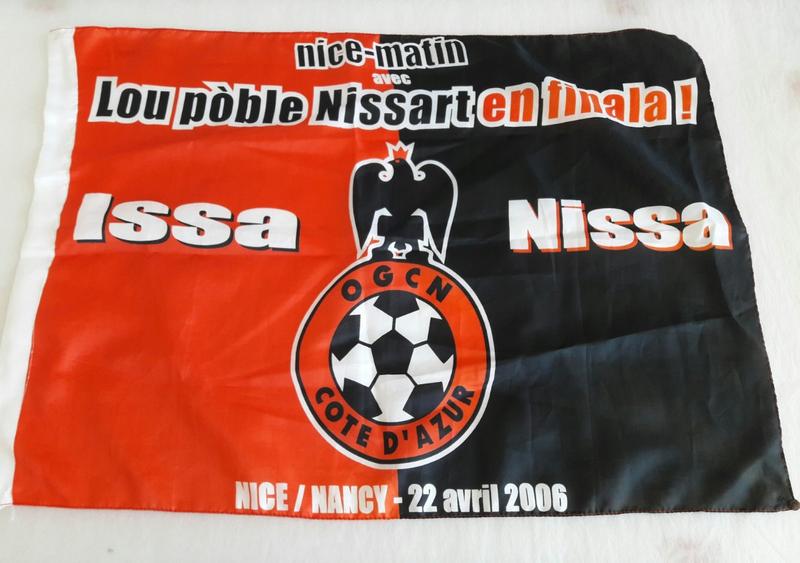 nice-matin
avec
Lou pòble Nissart en finala !
Issa Nissa
OGCN
COTE D'AZUR
NICE / NANCY - 22 avril 2006